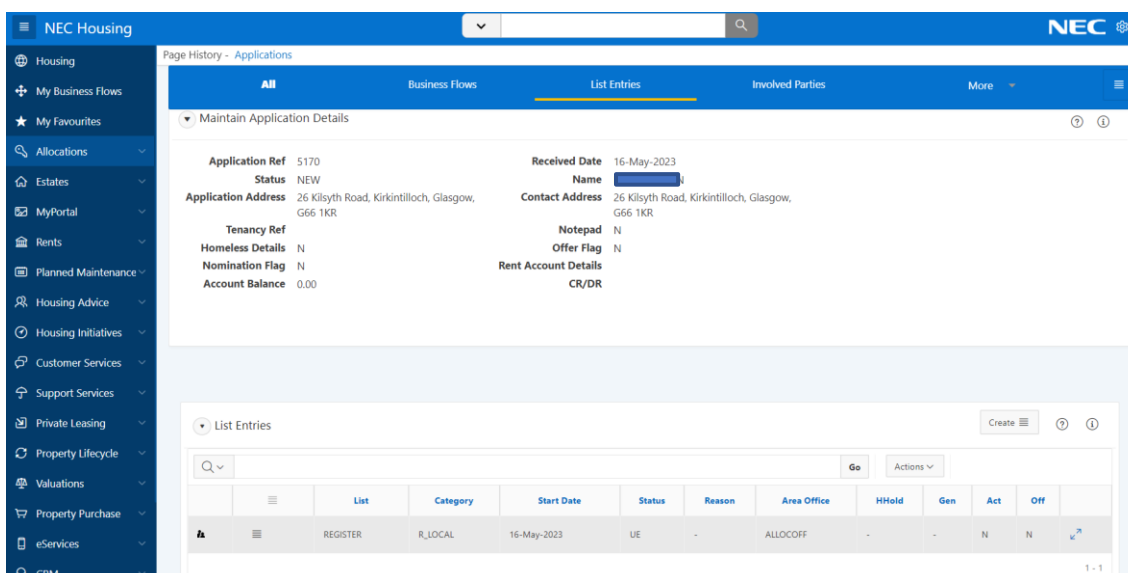 NEC Housing
NEC
Housing
My Business Flows
My Favourites
Allocations
Estates
MyPortal
Rents
Planned Maintenance
Housing Advice
Housing Initiatives
Customer Services
Support Services
Private Leasing
Property Lifecycle
Valuations
Property Purchase
eServices
CRM
Page History - Applications
All Business Flows List Entries Involved Parties More
Maintain Application Details
Application Ref 5170 Received Date 16-May-2023
Status NEW Name N
Application Address 26 Kilsyth Road, Kirkintilloch, Glasgow, Contact Address 26 Kilsyth Road, Kirkintilloch, Glasgow,
G66 1KR G66 1KR
Tenancy Ref Notepad N
Homeless Details N Offer Flag N
Nomination Flag N Rent Account Details
Account Balance 0.00 CR/DR
List Entries Create
Go Actions
List Category Start Date Status Reason Area Office HHold Gen Act Off
REGISTER R_LOCAL 16-May-2023 UE - ALLOCOFF - - N N
1 - 1